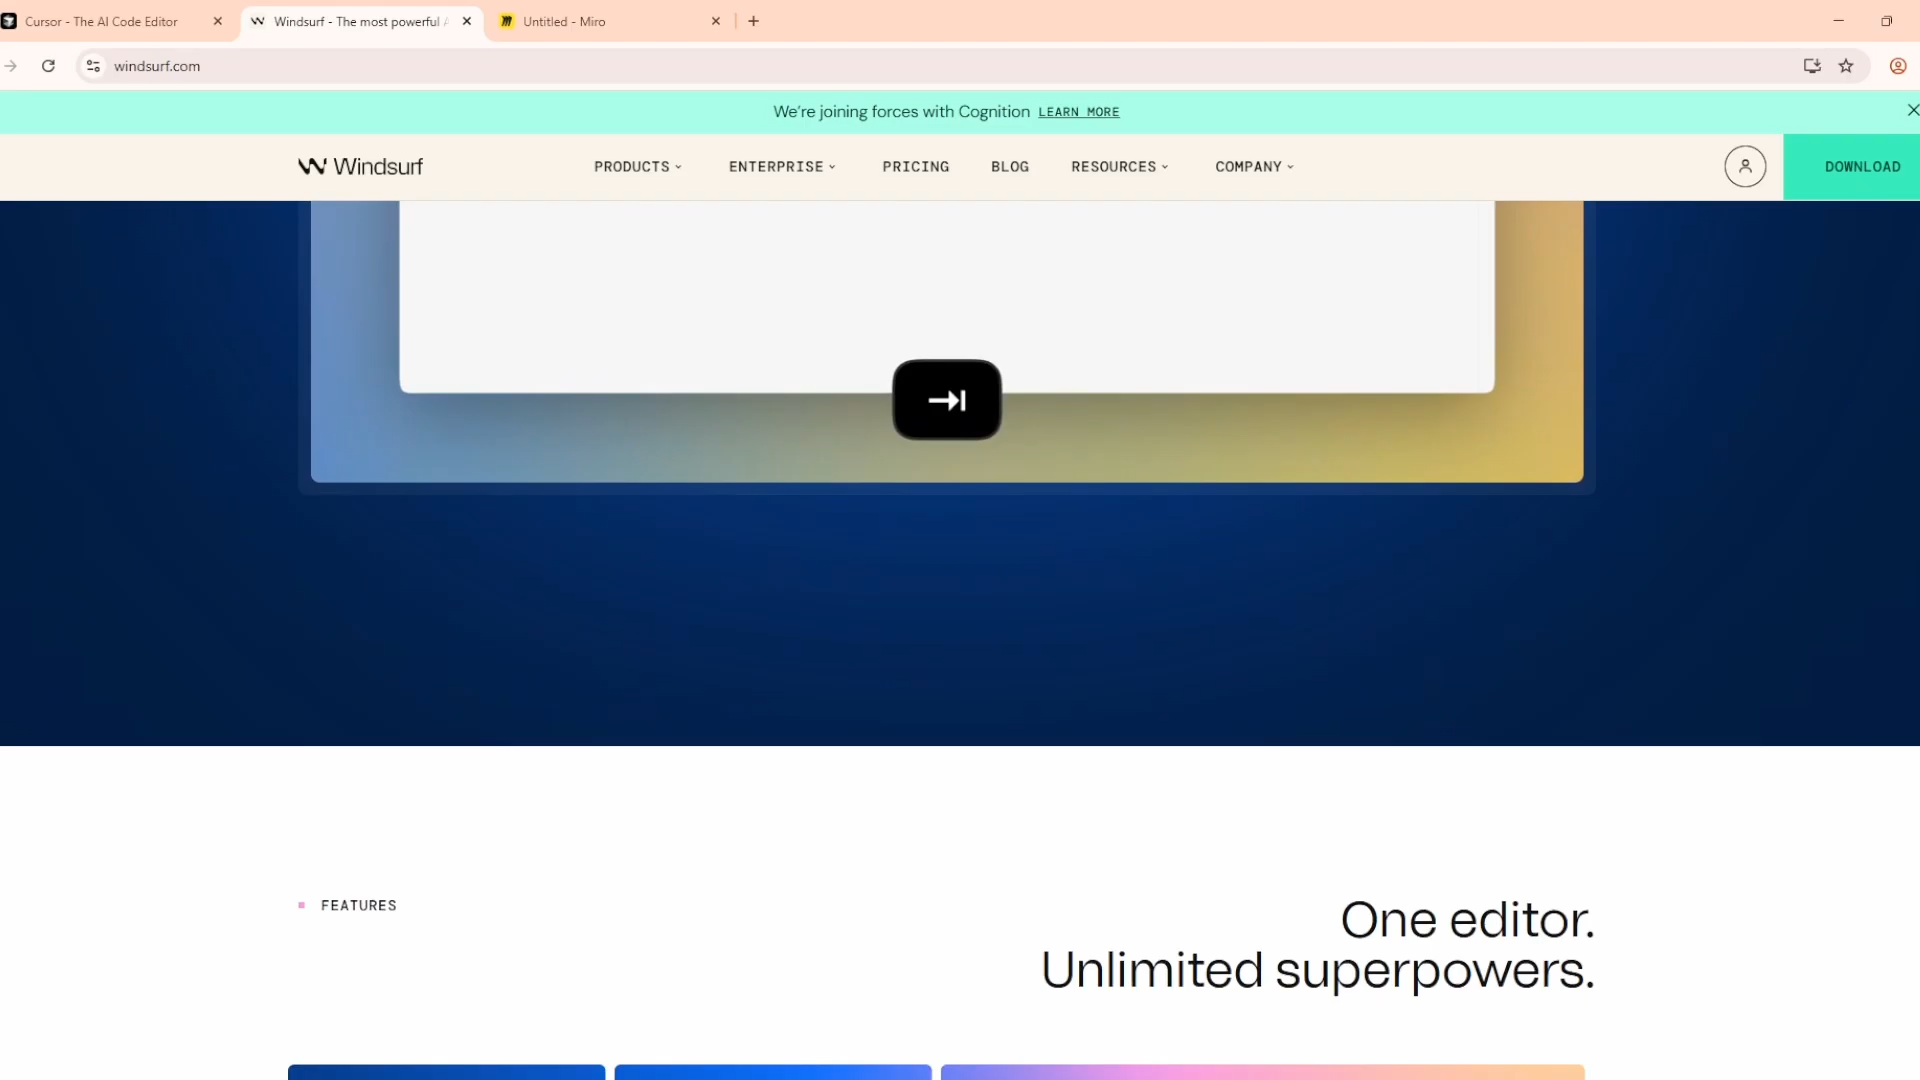 Cursor - The AI Code Editor
Windsurf - The most powerful
Untitled - Miro
windsurf.com
We're joining forces with Cognition LEARN MORE
Windsurf
PRODUCTS
ENTERPRISE
PRICING
BLOG
RESOURCES
COMPANY
DOWNLOAD
FEATURES
One editor.
Unlimited superpowers.